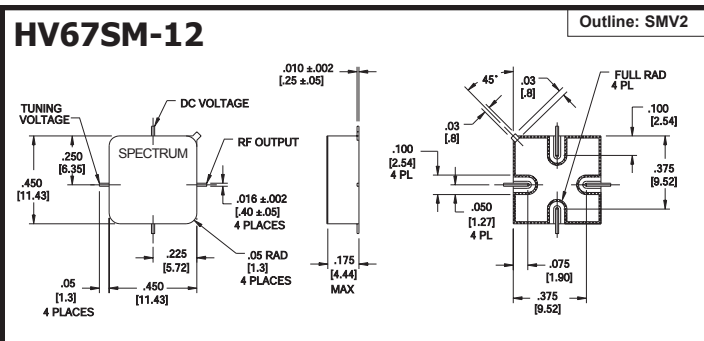 HV67SM-12
Outline: SMV2
.010 ±.002
[.25 ±.05]
45°
.03
[.8]
FULL RAD
4 PL
DC VOLTAGE
TUNING
VOLTAGE
.03
[.8]
.100
[2.54]
RF OUTPUT
SPECTRUM
.250
[6.35]
.100
[2.54]
4 PL
.375
[9.52]
.450
[11.43]
.016 ±.002
[.40 ±.05]
4 PLACES
.050
[1.27]
4 PL
.225
[5.72]
.05 RAD
[1.3]
4 PLACES
.175
[4.44]
MAX
.075
[1.90]
.05
[1.3]
4 PLACES
.450
[11.43]
.375
[9.52]